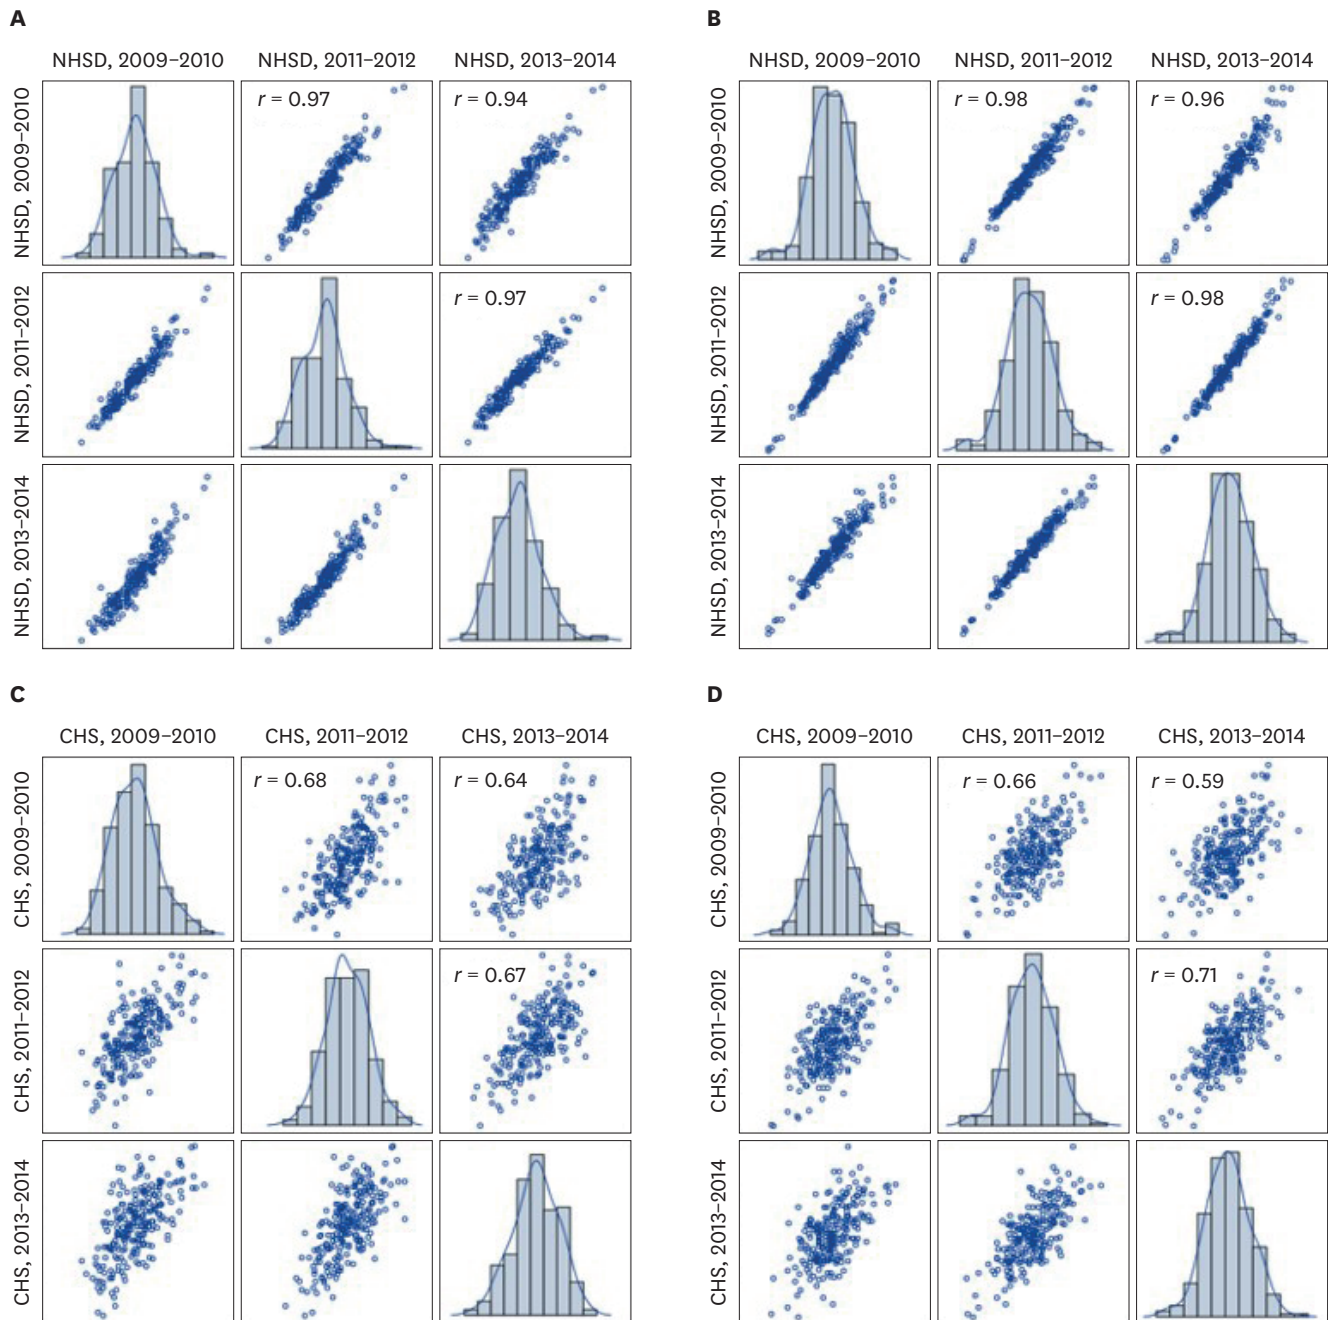 A
NHSD, 2009–2010 NHSD, 2011–2012 NHSD, 2013–2014
NHSD, 2009–2010
r = 0.97
r = 0.94
NHSD, 2011–2012
r = 0.97
NHSD, 2013–2014
B
NHSD, 2009–2010 NHSD, 2011–2012 NHSD, 2013–2014
NHSD, 2009–2010
r = 0.98
r = 0.96
NHSD, 2011–2012
r = 0.98
NHSD, 2013–2014
C
CHS, 2009–2010 CHS, 2011–2012 CHS, 2013–2014
CHS, 2009–2010
r = 0.68
r = 0.64
CHS, 2011–2012
r = 0.67
CHS, 2013–2014
D
CHS, 2009–2010 CHS, 2011–2012 CHS, 2013–2014
CHS, 2009–2010
r = 0.66
r = 0.59
CHS, 2011–2012
r = 0.71
CHS, 2013–2014